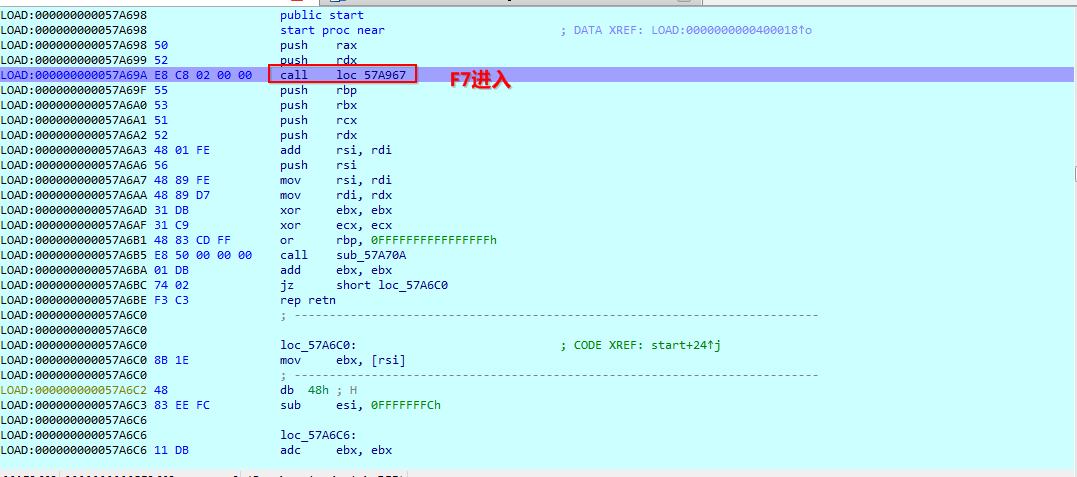 LOAD:000000000057A698 public start
LOAD:000000000057A698 start proc near ; DATA XREF: LOAD:0000000000400018↑o
LOAD:000000000057A698 50 push rax
LOAD:000000000057A699 52 push rdx
LOAD:000000000057A69A E8 C8 02 00 00 call loc_57A967 F7进入
LOAD:000000000057A69F 55 push rbp
LOAD:000000000057A6A0 53 push rbx
LOAD:000000000057A6A1 51 push rcx
LOAD:000000000057A6A2 52 push rdx
LOAD:000000000057A6A3 48 01 FE add rsi, rdi
LOAD:000000000057A6A6 56 push rsi
LOAD:000000000057A6A7 48 89 FE mov rsi, rdi
LOAD:000000000057A6AA 48 89 D7 mov rdi, rdx
LOAD:000000000057A6AD 31 DB xor ebx, ebx
LOAD:000000000057A6AF 31 C9 xor ecx, ecx
LOAD:000000000057A6B1 48 83 CD FF or rbp, 0FFFFFFFFFFFFFFFFh
LOAD:000000000057A6B5 E8 50 00 00 00 call sub_57A70A
LOAD:000000000057A6BA 01 DB add ebx, ebx
LOAD:000000000057A6BC 74 02 jz short loc_57A6C0
LOAD:000000000057A6BE F3 C3 rep retn
LOAD:000000000057A6C0 ; ---------------------------------------------------------------------------
LOAD:000000000057A6C0
LOAD:000000000057A6C0 loc_57A6C0: ; CODE XREF: start+24↑j
LOAD:000000000057A6C0 8B 1E mov ebx, [rsi]
LOAD:000000000057A6C0 ; ---------------------------------------------------------------------------
LOAD:000000000057A6C2 48 db 48h ; H
LOAD:000000000057A6C3 83 EE FC sub esi, 0FFFFFFFCh
LOAD:000000000057A6C6
LOAD:000000000057A6C6 loc_57A6C6:
LOAD:000000000057A6C6 11 DB adc ebx, ebx